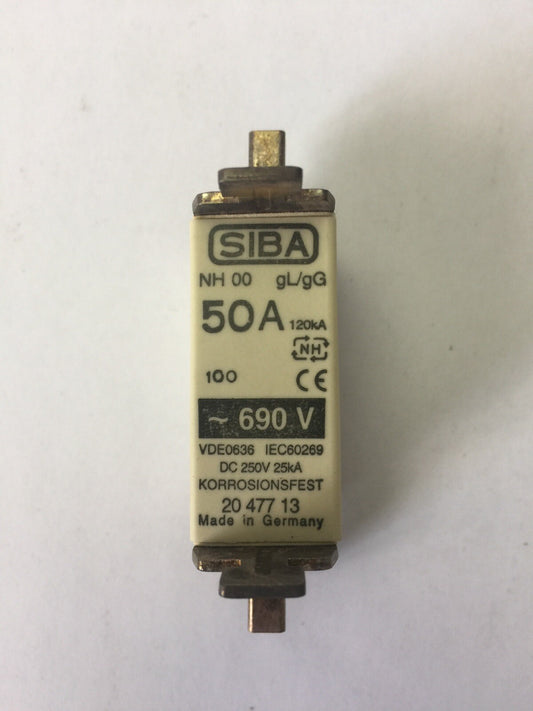 SIBA
NH 00 gL/gG
50A 120kA
NH
100 CE
~ 690 V
VDE0636 IEC60269
DC 250V 25kA
KORROSIONSFEST
20 477 13
Made in Germany